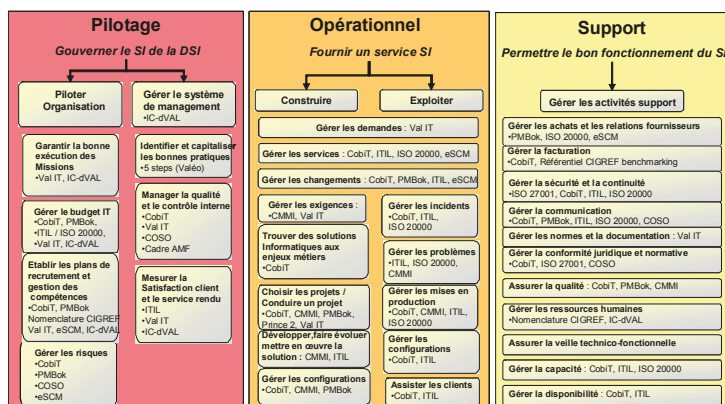 Pilotage
Gouverner le SI de la DSI
Piloter
Organisation
Garantir la bonne
exécution des
Missions
•Val IT, IC-dVAL
Gérer le budget IT
•CobiT, PMBok,
•ITIL / ISO 20000,
•Val IT, IC-dVAL
Etablir les plans de
recrutement et
gestion des
compétences
•CobiT, PMBok
Nomenclature CIGREF
Val IT, eSCM, IC-dVAL
Gérer les risques
•CobiT
•PMBok
•COSO
•eSCM
Gérer le système
de management
•IC-dVAL
Identifier et capitaliser
les bonnes pratiques
•5 steps (Valéo)
Manager la qualité
et le contrôle interne
•CobiT
•Val IT
•COSO
•Cadre AMF
Mesurer la
Satisfaction client
et le service rendu
•ITIL
•Val IT
•IC-dVAL
Opérationnel
Fournir un service SI
Construire
Exploiter
Gérer les demandes : Val IT
Gérer les services : CobiT, ITIL, ISO 20000, eSCM
Gérer les changements : CobiT, PMBok, ITIL, eSCM
Gérer les exigences :
•CMMI, Val IT
Trouver des solutions
Informatiques aux
enjeux métiers
•CobiT
Choisir les projets /
Conduire un projet
•CobiT, CMMI, PMBok,
Prince 2, Val IT
Développer,faire évoluer
mettre en œuvre la
solution : CMMI, ITIL
Gérer les configurations
•CobiT, CMMI, PMBok
Gérer les incidents
•CobiT, ITIL,
ISO 20000
Gérer les problèmes
•ITIL, ISO 20000,
CMMI
Gérer les mises en
production
•CobiT, CMMI, ITIL,
•ISO 20000
Gérer les
configurations
•CobiT, ITIL
Assister les clients
•CobiT, ITIL
Support
Permettre le bon fonctionnement du SI
Gérer les activités support
Gérer les achats et les relations fournisseurs
•PMBok, ISO 20000, eSCM
Gérer la facturation
•CobiT, Référentiel CIGREF benchmarking
Gérer la sécurité et la continuité
•ISO 27001, CobiT, ITIL, ISO 20000
Gérer la communication
•CobiT, PMBok, ITIL, ISO 20000, COSO
Gérer les normes et la documentation : Val IT
Gérer la conformité juridique et normative
•CobiT, ISO 27001, COSO
Assurer la qualité : CobiT, PMBok, CMMI
Gérer les ressources humaines
•Nomenclature CIGREF, IC-dVAL
Assurer la veille technico-fonctionnelle
Gérer la capacité : CobiT, ITIL, ISO 20000
Gérer la disponibilité : CobiT, ITIL